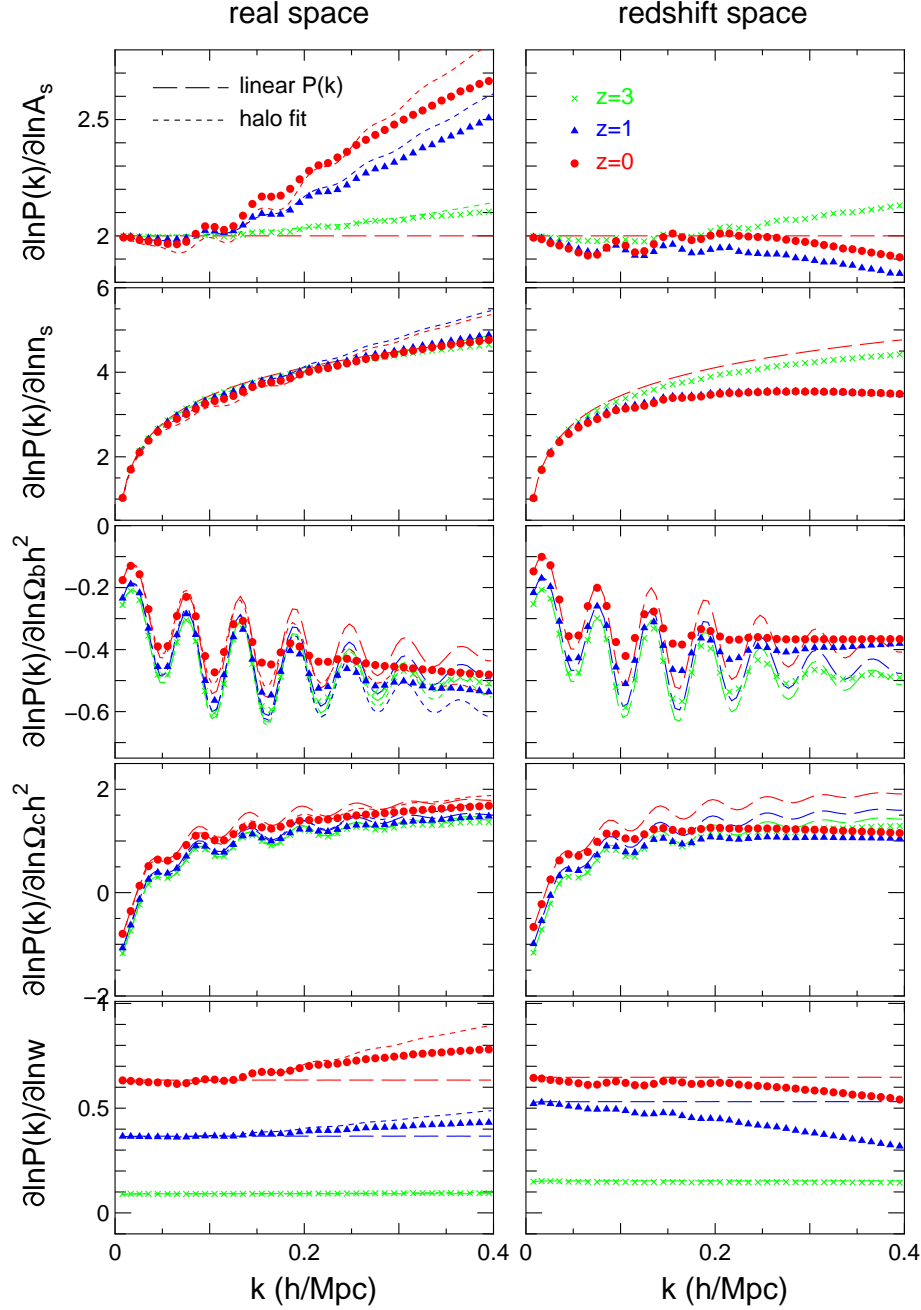 real space redshift space
∂lnP(k)/∂lnA_s
linear P(k)
halo fit
z=3
z=1
z=0
2.5
2
∂lnP(k)/∂lnn_s
6
4
2
0
∂lnP(k)/∂lnΩbh^2
−0.2
−0.4
−0.6
∂lnP(k)/∂lnΩch^2
2
1
0
−2
∂lnP(k)/∂lnw
1
0.5
0
0 0.2 0.4 0 0.2 0.4
k (h/Mpc) k (h/Mpc)